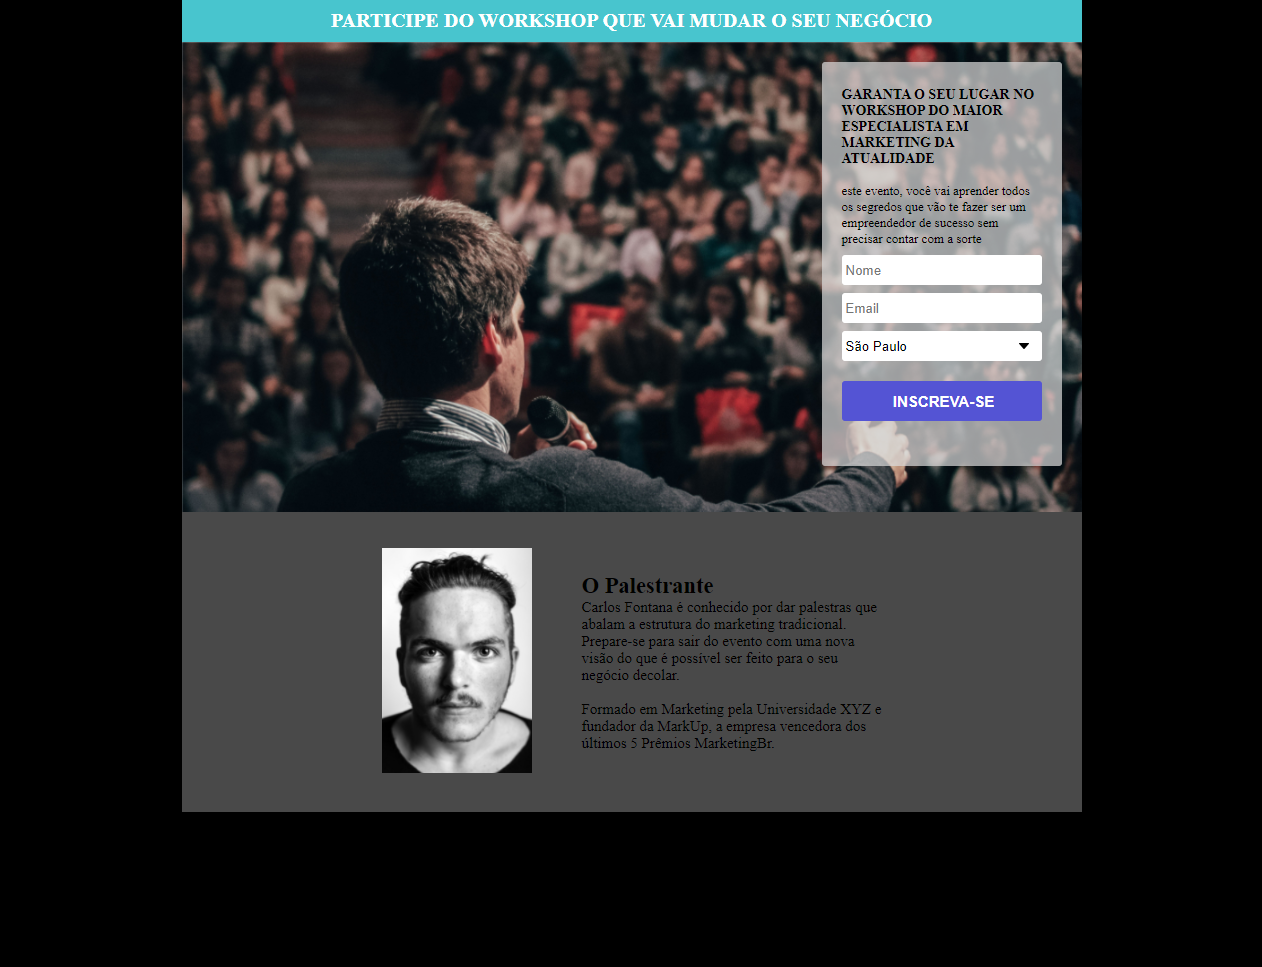 PARTICIPE DO WORKSHOP QUE VAI MUDAR O SEU NEGÓCIO
GARANTA O SEU LUGAR NO
WORKSHOP DO MAIOR
ESPECIALISTA EM
MARKETING DA
ATUALIDADE
este evento, você vai aprender todos
os segredos que vão te fazer ser um
empreendedor de sucesso sem
precisar contar com a sorte
Nome
Email
São Paulo
INSCREVA-SE
O Palestrante
Carlos Fontana é conhecido por dar palestras que
abalam a estrutura do marketing tradicional.
Prepare-se para sair do evento com uma nova
visão do que é possível ser feito para o seu
negócio decolar.
Formado em Marketing pela Universidade XYZ e
fundador da MarkUp, a empresa vencedora dos
últimos 5 Prêmios MarketingBr.